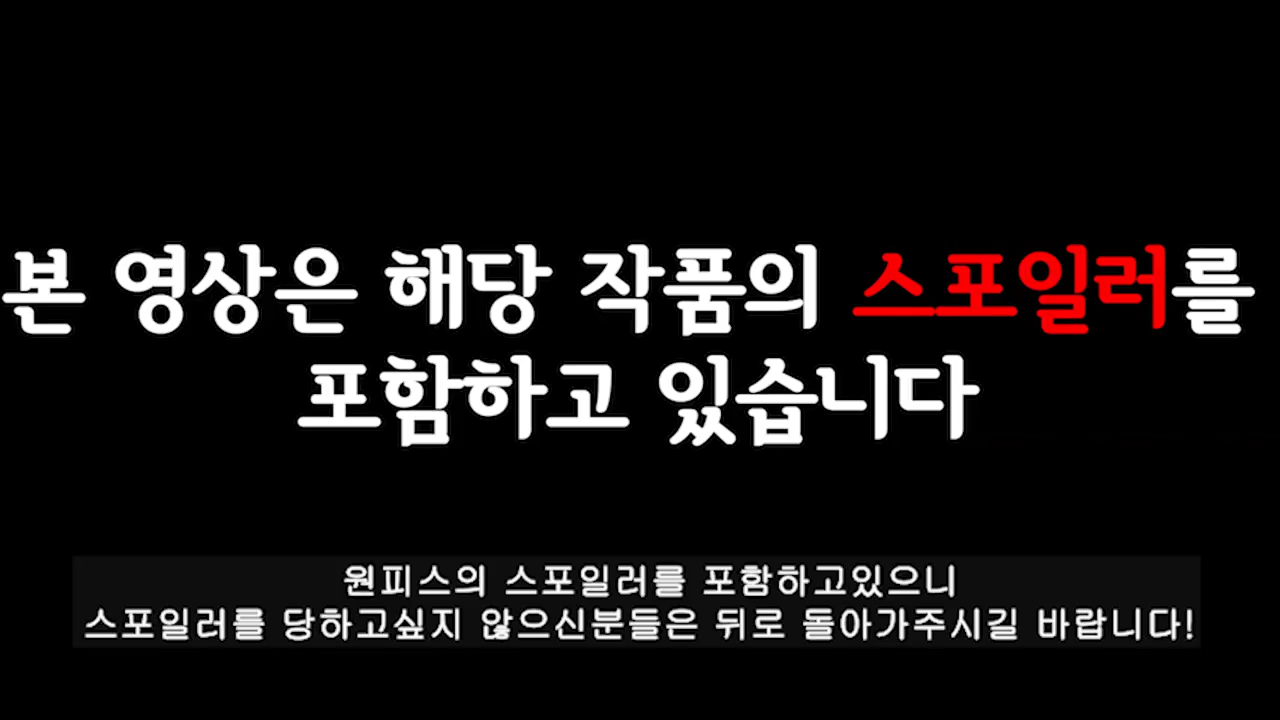 본 영상은 해당 작품의 스포일러를
포함하고 있습니다
원피스의 스포일러를 포함하고있으니
스포일러를 당하고싶지 않으신분들은 뒤로 돌아가주시길 바랍니다!